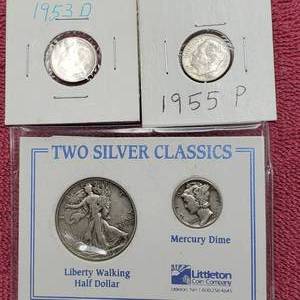 1953 D
1955 P
TWO SILVER CLASSICS
Liberty Walking
Half Dollar
Mercury Dime
Littleton
Coin Company